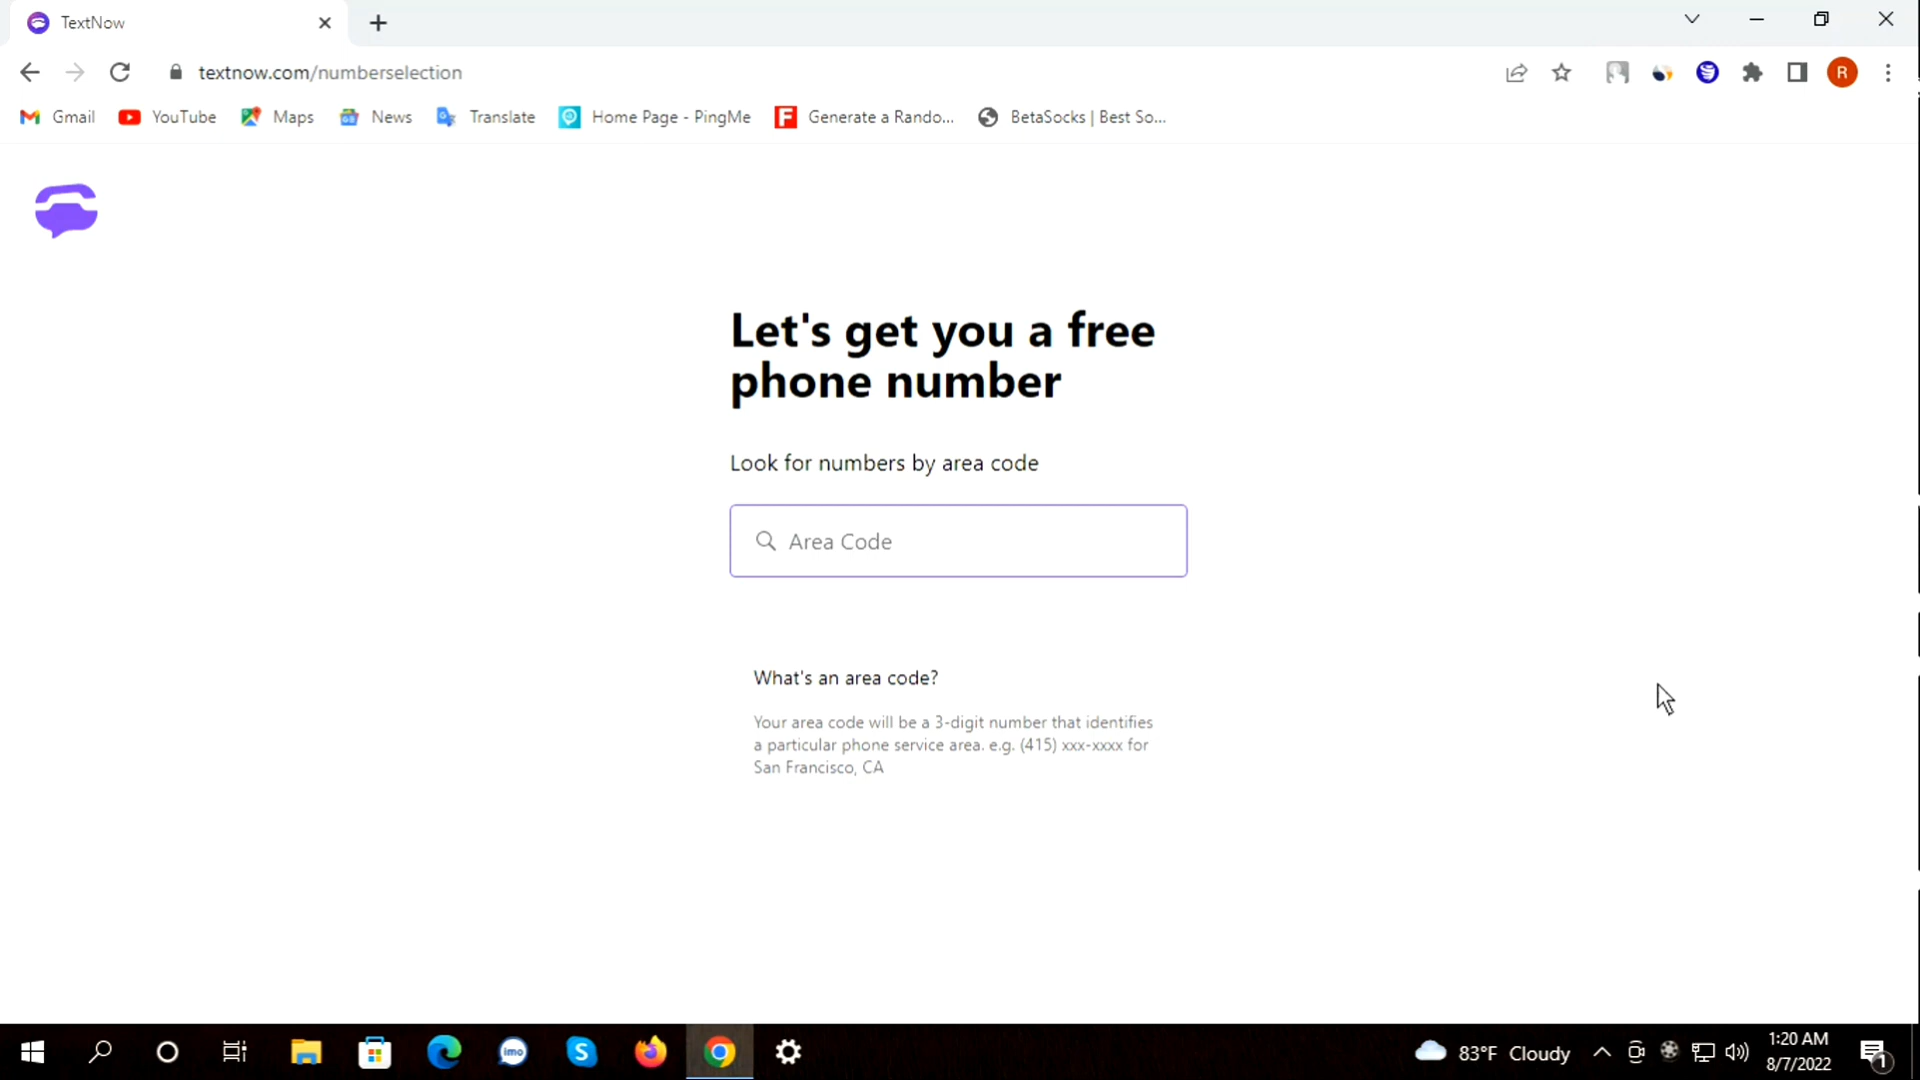 TextNow
textnow.com/numberselection
Gmail
YouTube
Maps
News
Translate
Home Page - PingMe
Generate a Rando...
BetaSocks | Best So...
R
Let's get you a free
phone number
Look for numbers by area code
Area Code
What's an area code?
Your area code will be a 3-digit number that identifies
a particular phone service area. e.g. (415) xxx-xxxx for
San Francisco, CA
imo
S
83°F Cloudy
1:20 AM
8/7/2022
1